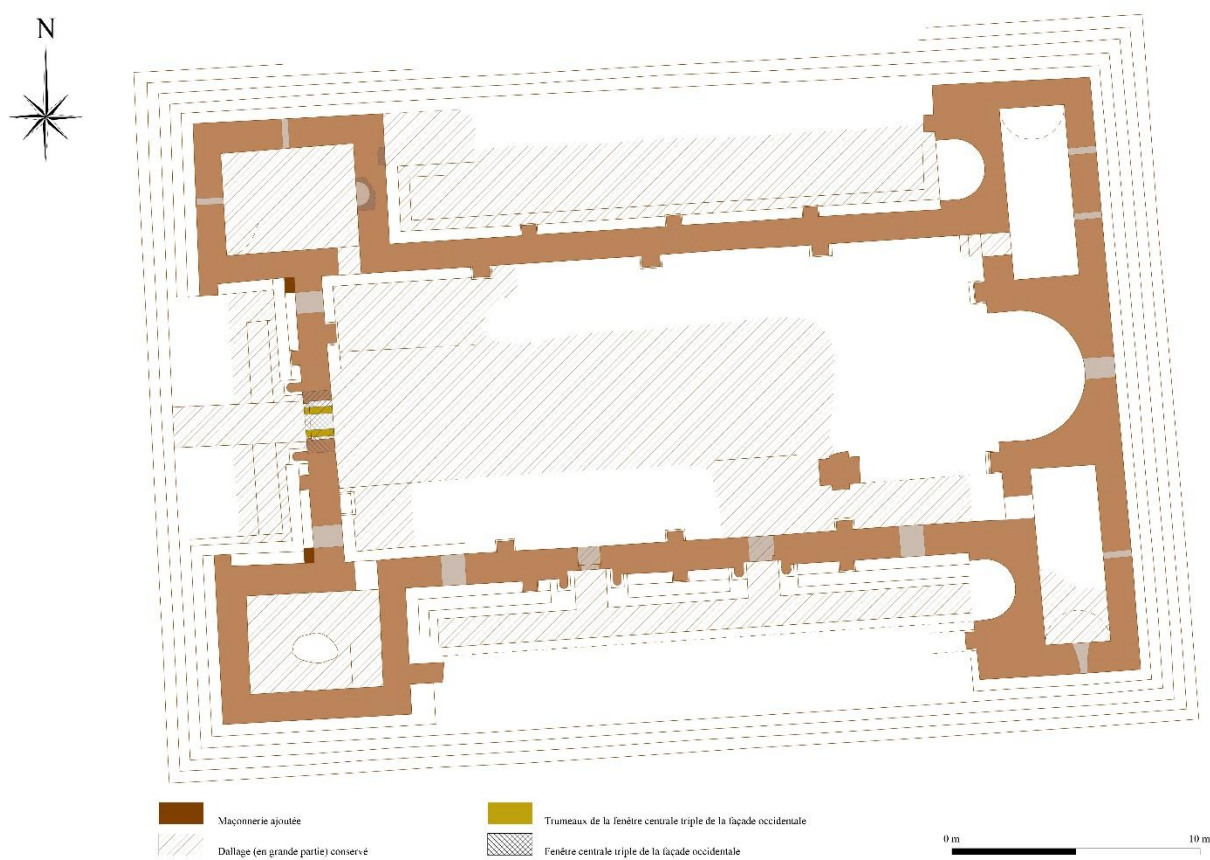 N
Maçonnerie ajoutée
Dallage (en grande partie) conservé
Trumeaux de la fenêtre centrale triple de la façade occidentale
Fenêtre centrale triple de la façade occidentale
0 m
10 m